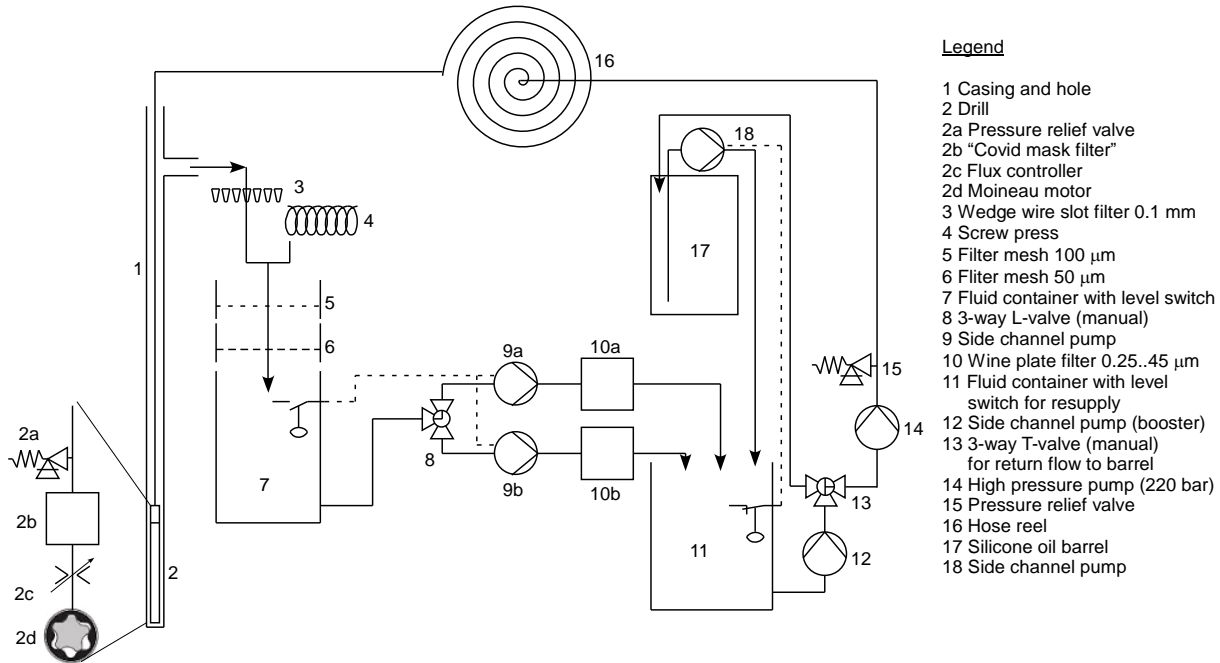 16
18
3
4
17
1
5
6
9a
10a
15
2a
14
8
7
9b
10b
13
2b
11
12
2
2c
2d
Legend
1 Casing and hole
2 Drill
2a Pressure relief valve
2b “Covid mask filter”
2c Flux controller
2d Moineau motor
3 Wedge wire slot filter 0.1 mm
4 Screw press
5 Filter mesh 100 μm
6 Fliter mesh 50 μm
7 Fluid container with level switch
8 3-way L-valve (manual)
9 Side channel pump
10 Wine plate filter 0.25..45 μm
11 Fluid container with level
switch for resupply
12 Side channel pump (booster)
13 3-way T-valve (manual)
for return flow to barrel
14 High pressure pump (220 bar)
15 Pressure relief valve
16 Hose reel
17 Silicone oil barrel
18 Side channel pump